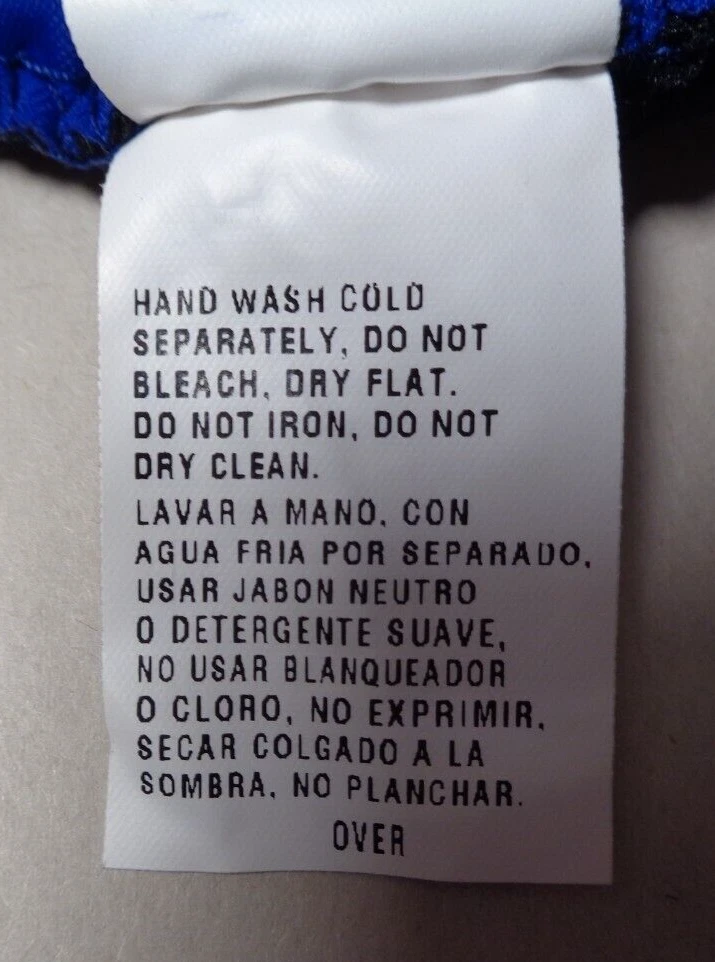 HAND WASH COLD
SEPARATELY, DO NOT
BLEACH, DRY FLAT.
DO NOT IRON, DO NOT
DRY CLEAN.
LAVAR A MANO, CON
AGUA FRIA POR SEPARADO,
USAR JABON NEUTRO
O DETERGENTE SUAVE,
NO USAR BLANQUEADOR
O CLORO, NO EXPRIMIR,
SECAR COLGADO A LA
SOMBRA, NO PLANCHAR.
OVER